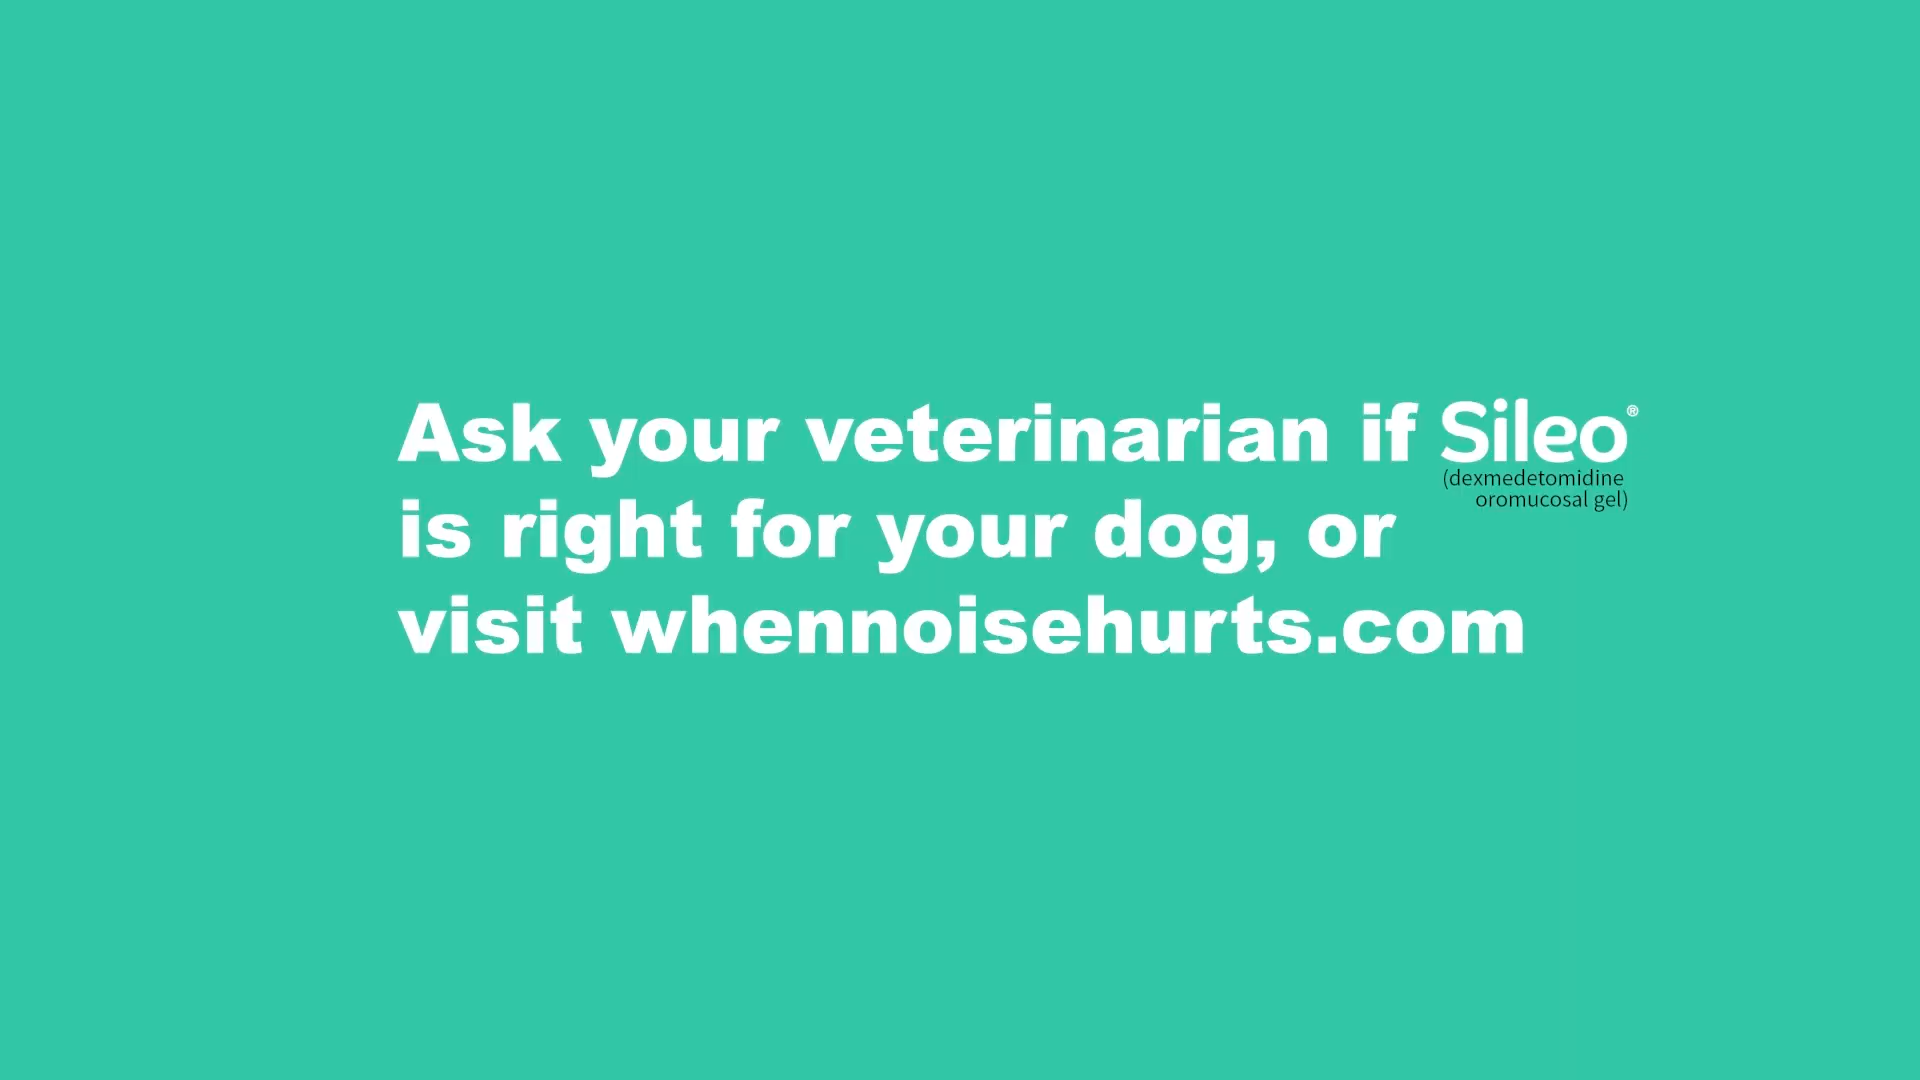 Ask your veterinarian if Sileo®
(dexmedetomidine
oromucosal gel)
is right for your dog, or
visit whennoisehurts.com